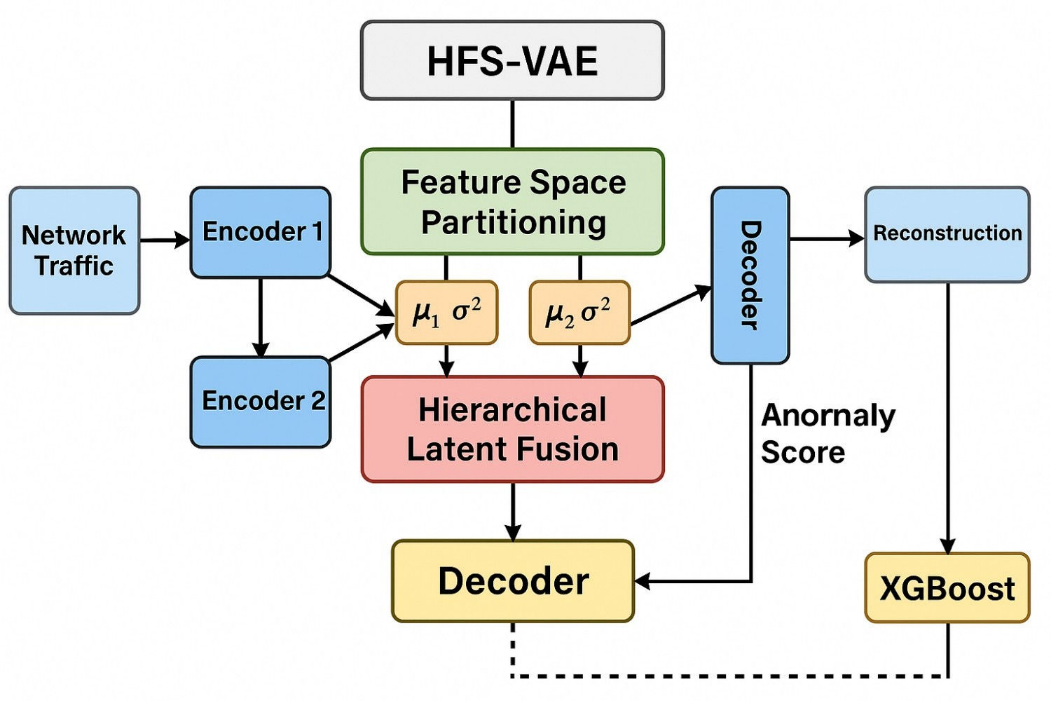 HFS-VAE
Feature Space
Partitioning
Network
Traffic
Encoder 1
Encoder 2
μ₁ σ²
μ₂ σ²
Decoder
Reconstruction
Hierarchical
Latent Fusion
Anornaly
Score
Decoder
XGBoost